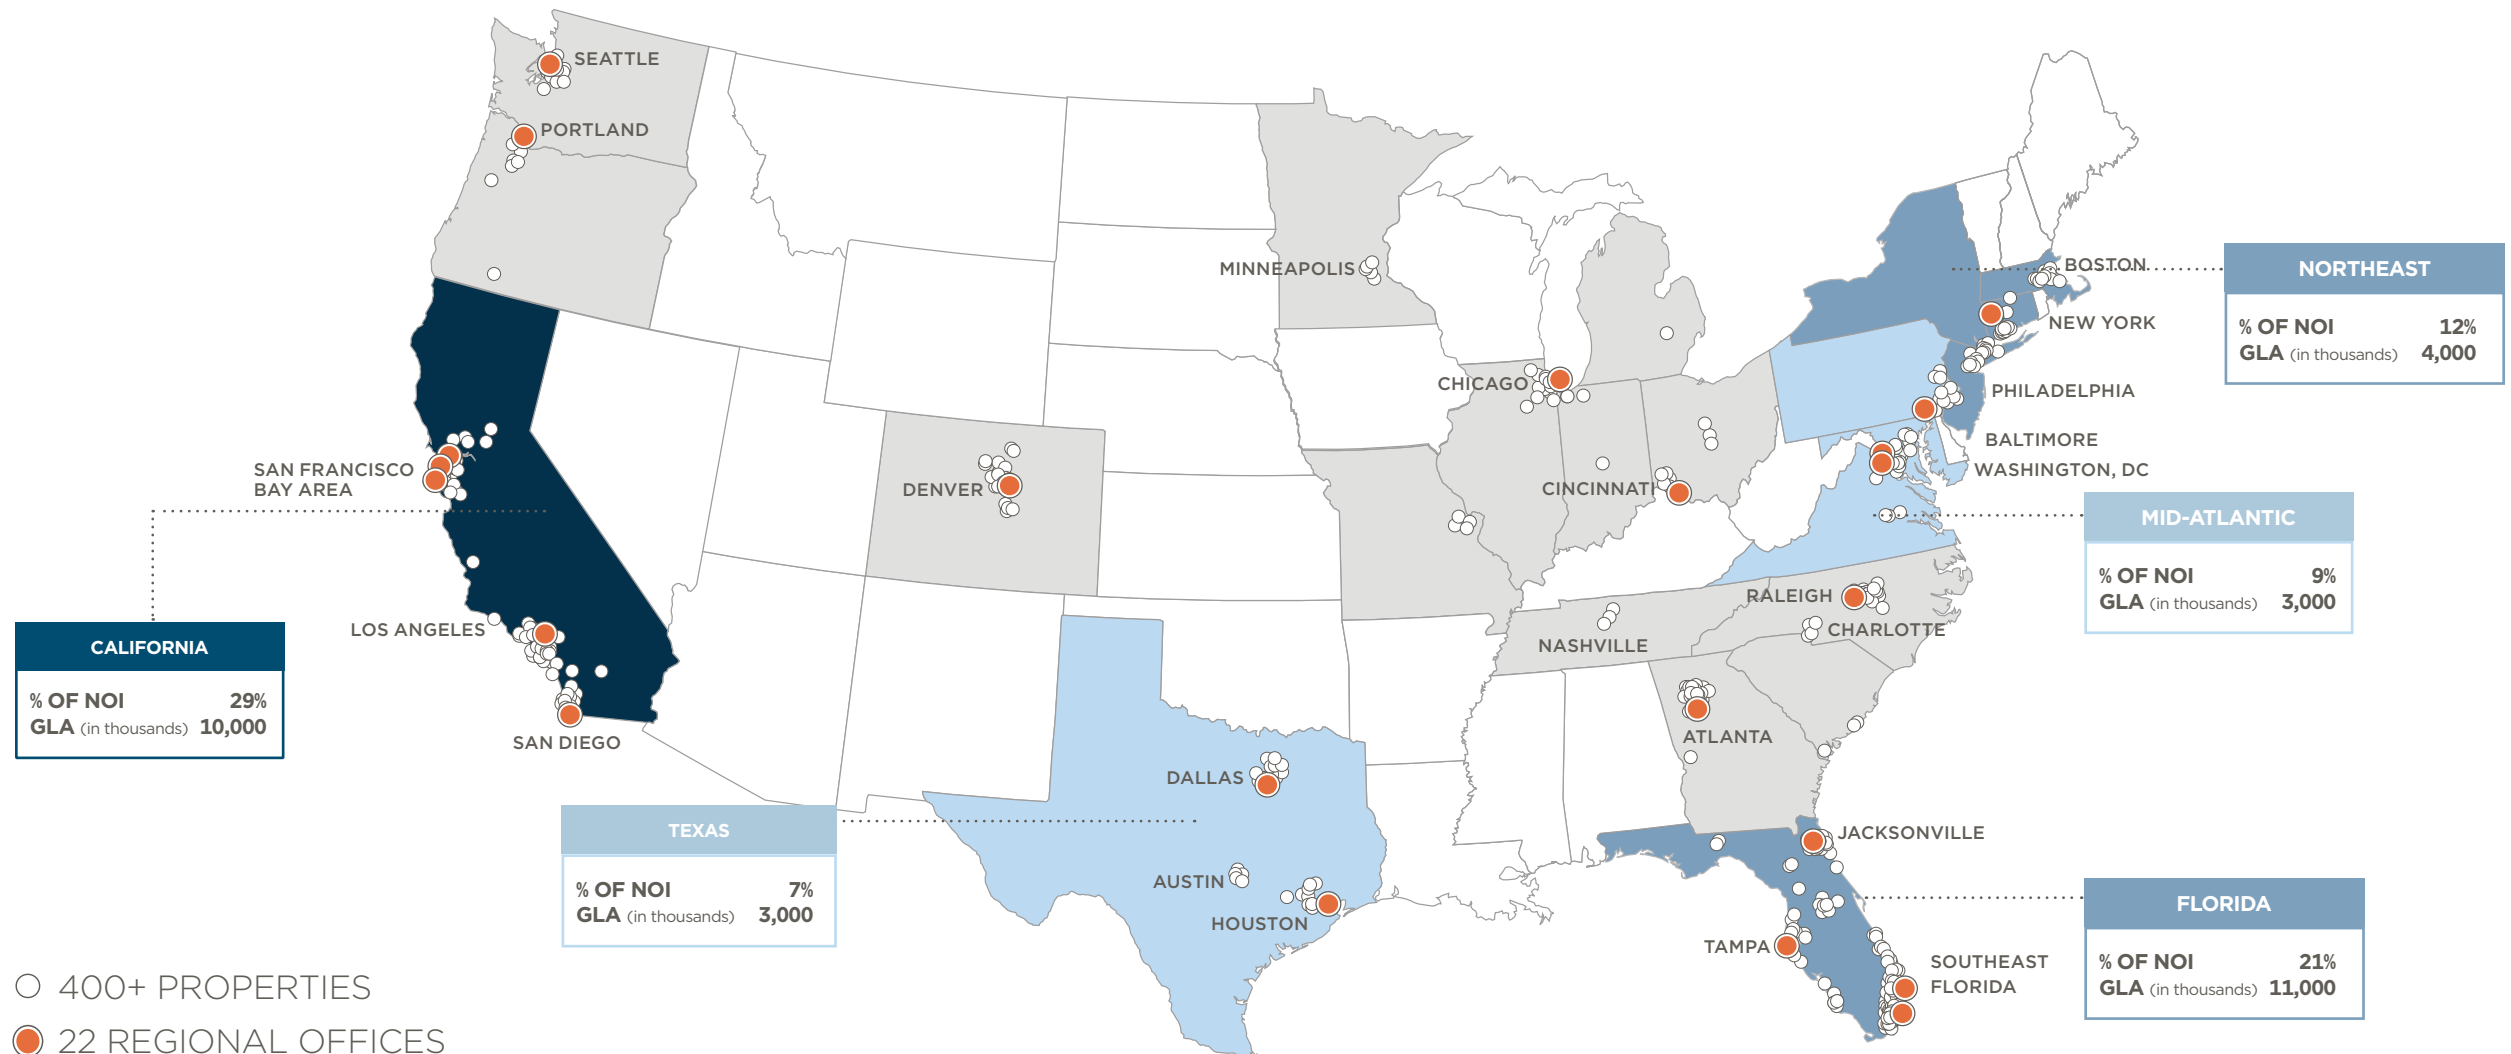 SEATTLE
PORTLAND
SAN FRANCISCO
BAY AREA
LOS ANGELES
SAN DIEGO
CALIFORNIA
% OF NOI 29%
GLA (in thousands) 10,000
DENVER
MINNEAPOLIS
CHICAGO
CINCINNATI
NASHVILLE
RALEIGH
CHARLOTTE
ATLANTA
DALLAS
AUSTIN
HOUSTON
TEXAS
% OF NOI 7%
GLA (in thousands) 3,000
BOSTON
NEW YORK
PHILADELPHIA
BALTIMORE
WASHINGTON, DC
NORTHEAST
% OF NOI 12%
GLA (in thousands) 4,000
MID-ATLANTIC
% OF NOI 9%
GLA (in thousands) 3,000
JACKSONVILLE
TAMPA
SOUTHEAST
FLORIDA
FLORIDA
% OF NOI 21%
GLA (in thousands) 11,000
400+ PROPERTIES
22 REGIONAL OFFICES